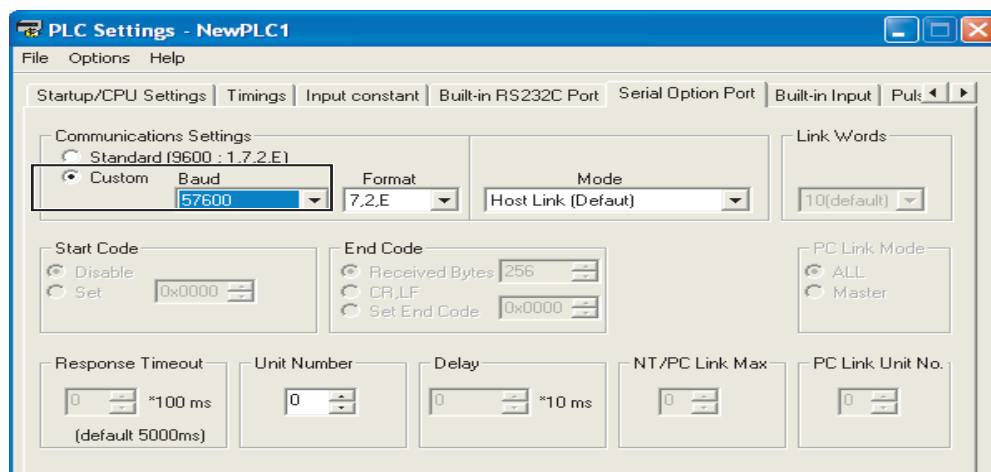 PLC Settings - NewPLC1
File Options Help
Startup/CPU Settings Timings Input constant Built-in RS232C Port Serial Option Port Built-in Input
Communications Settings Link Words
Standard (9600 ; 1,7,2,E)
Custom Baud Format Mode
57600 7,2,E Host Link (Defaut) 10(default)
Start Code End Code PC Link Mode
Disable Received Bytes 256 ALL
Set 0x0000 CR,LF Master
Set End Code 0x0000
Response Timeout Unit Number Delay NT/PC Link Max PC Link Unit No.
0 *100 ms 0 0 *10 ms 0 0
(default 5000ms)